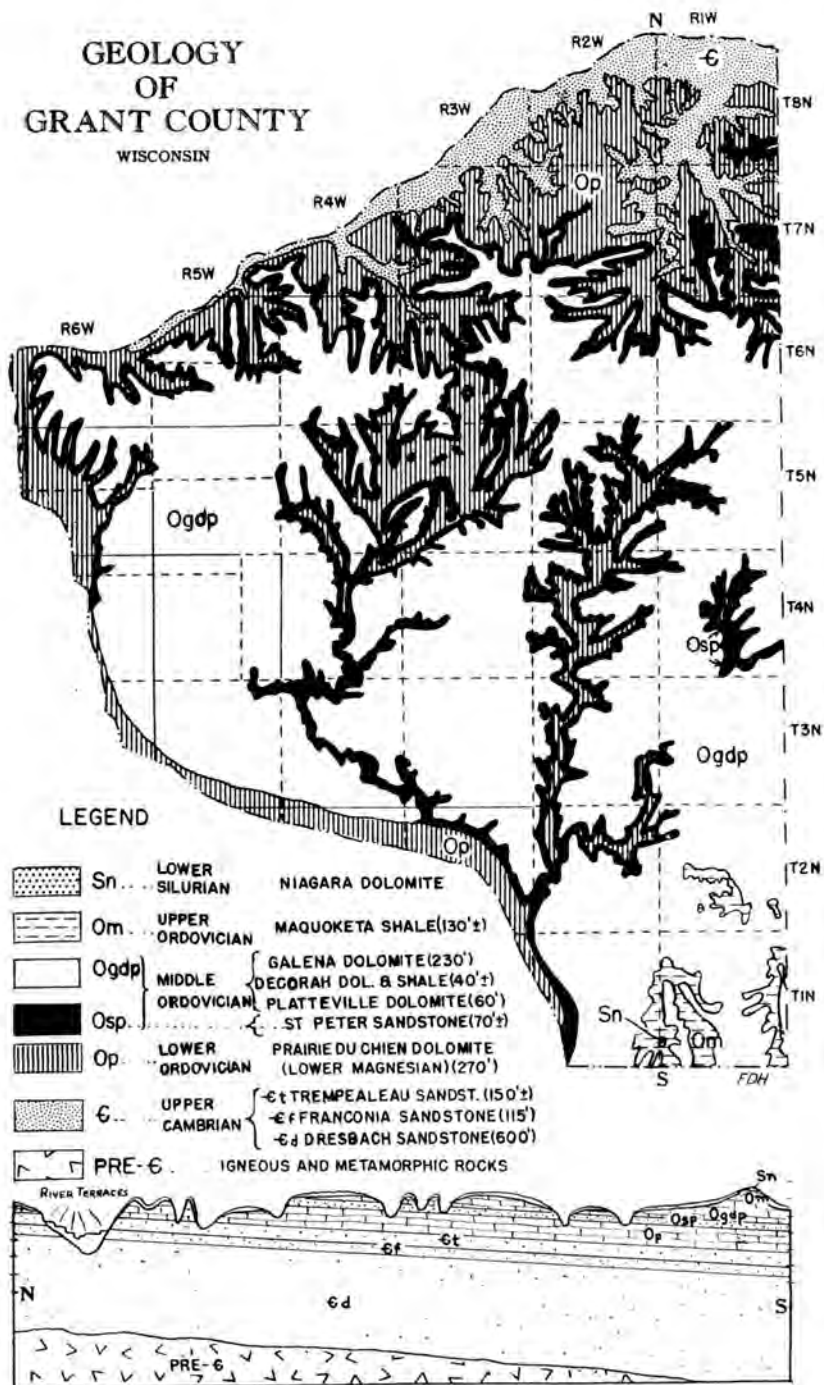 GEOLOGY
OF
GRANT COUNTY
WISCONSIN
N
R1W
R2W
R3W
R4W
R5W
R6W
Є
T8N
Op
T7N
T6N
T5N
Ogdp
T4N
Osp
T3N
Ogdp
Op
T2N
T1N
Sn
Om
S
FDH
LEGEND
Sn .... LOWER SILURIAN NIAGARA DOLOMITE
Om ... UPPER ORDOVICIAN MAQUOKETA SHALE (130'±)
Ogdp MIDDLE ORDOVICIAN GALENA DOLOMITE (230')
DECORAH DOL. & SHALE (40'±)
PLATTEVILLE DOLOMITE (60')
Osp ST PETER SANDSTONE (70'±)
Op ..... LOWER ORDOVICIAN PRAIRIE DU CHIEN DOLOMITE
(LOWER MAGNESIAN) (270')
Є ..... UPPER CAMBRIAN Єt TREMPEALEAU SANDST. (150'±)
Єf FRANCONIA SANDSTONE (115')
Єd DRESBACH SANDSTONE (600')
PRE-Є .. IGNEOUS AND METAMORPHIC ROCKS
RIVER TERRACES
Sn
Om
Ogdp
Osp
Op
Єt
Єf
N
Єd
S
PRE-Є